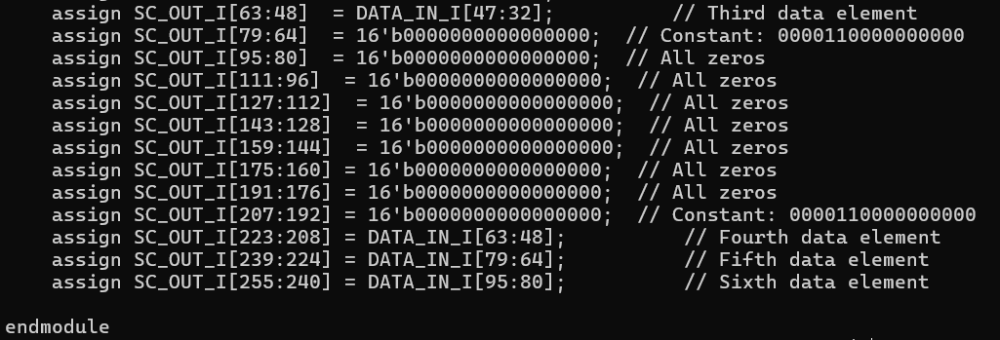 assign SC_OUT_I[63:48]  = DATA_IN_I[47:32];          // Third data element
assign SC_OUT_I[79:64]  = 16'b0000000000000000;  // Constant: 0000110000000000
assign SC_OUT_I[95:80]  = 16'b0000000000000000;  // All zeros
assign SC_OUT_I[111:96]  = 16'b0000000000000000;  // All zeros
assign SC_OUT_I[127:112]  = 16'b0000000000000000;  // All zeros
assign SC_OUT_I[143:128]  = 16'b0000000000000000;  // All zeros
assign SC_OUT_I[159:144]  = 16'b0000000000000000;  // All zeros
assign SC_OUT_I[175:160] = 16'b0000000000000000;  // All zeros
assign SC_OUT_I[191:176] = 16'b0000000000000000;  // All zeros
assign SC_OUT_I[207:192] = 16'b0000000000000000;  // Constant: 0000110000000000
assign SC_OUT_I[223:208] = DATA_IN_I[63:48];          // Fourth data element
assign SC_OUT_I[239:224] = DATA_IN_I[79:64];          // Fifth data element
assign SC_OUT_I[255:240] = DATA_IN_I[95:80];          // Sixth data element
endmodule